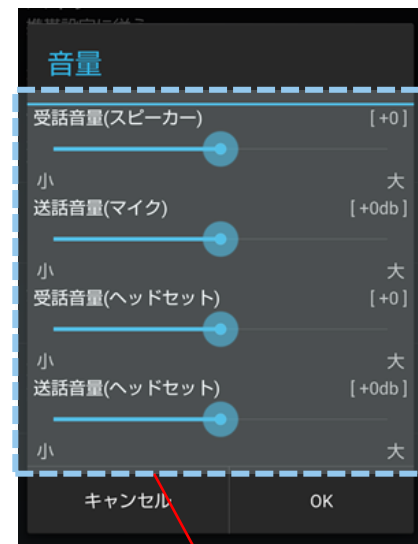 音量
受話音量(スピーカー) [+0]
小 大
送話音量(マイク) [+0db]
小 大
受話音量(ヘッドセット) [+0]
小 大
送話音量(ヘッドセット) [+0db]
小 大
キャンセル OK